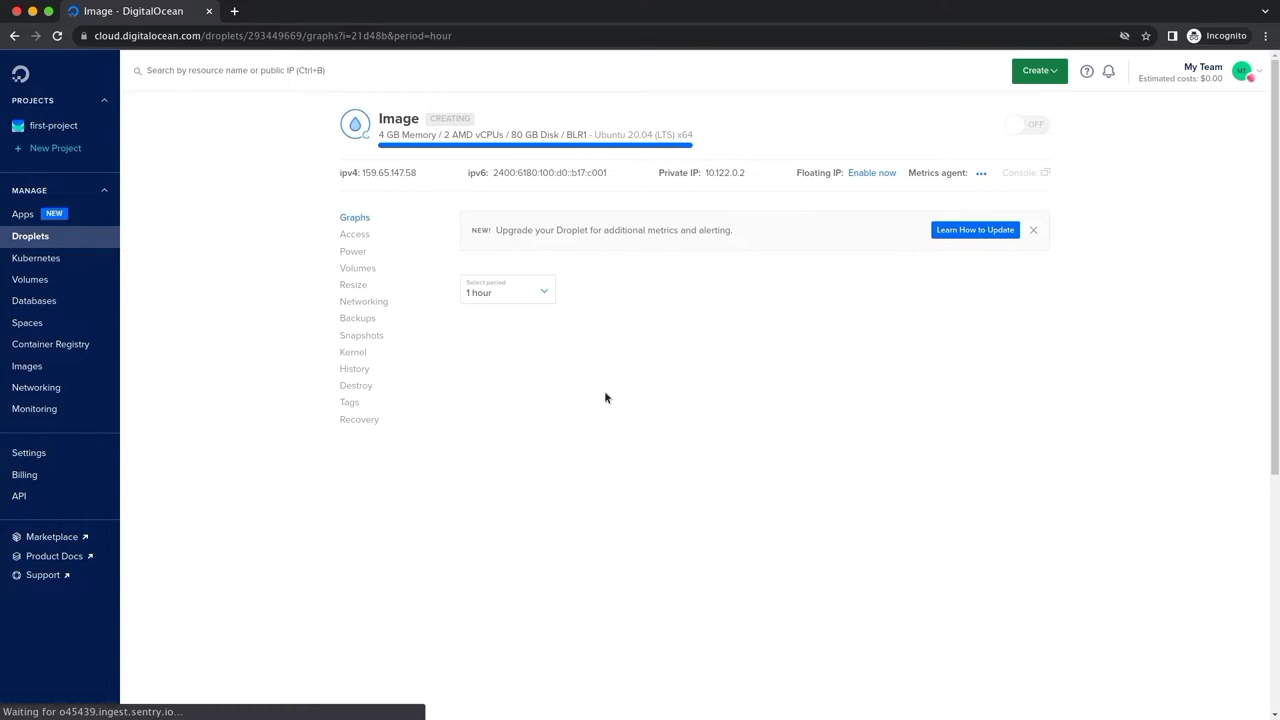 Image - DigitalOcean
cloud.digitalocean.com/droplets/293449669/graphs?i=21d48b&period=hour
Incognito
Search by resource name or public IP (Ctrl+B)
Create
My Team
Estimated costs: $0.00
MT
PROJECTS
first-project
+ New Project
MANAGE
Apps NEW
Droplets
Kubernetes
Volumes
Databases
Spaces
Container Registry
Images
Networking
Monitoring
Settings
Billing
API
Marketplace
Product Docs
Support
Image CREATING
4 GB Memory / 2 AMD vCPUs / 80 GB Disk / BLR1 - Ubuntu 20.04 (LTS) x64
OFF
ipv4: 159.65.147.58 ipv6: 2400:6180:100:d0::b17:c001 Private IP: 10.122.0.2 Floating IP: Enable now Metrics agent: ••• Console:
Graphs
Access
Power
Volumes
Resize
Networking
Backups
Snapshots
Kernel
History
Destroy
Tags
Recovery
NEW! Upgrade your Droplet for additional metrics and alerting. Learn How to Update
Select period
1 hour
Waiting for o45439.ingest.sentry.io...